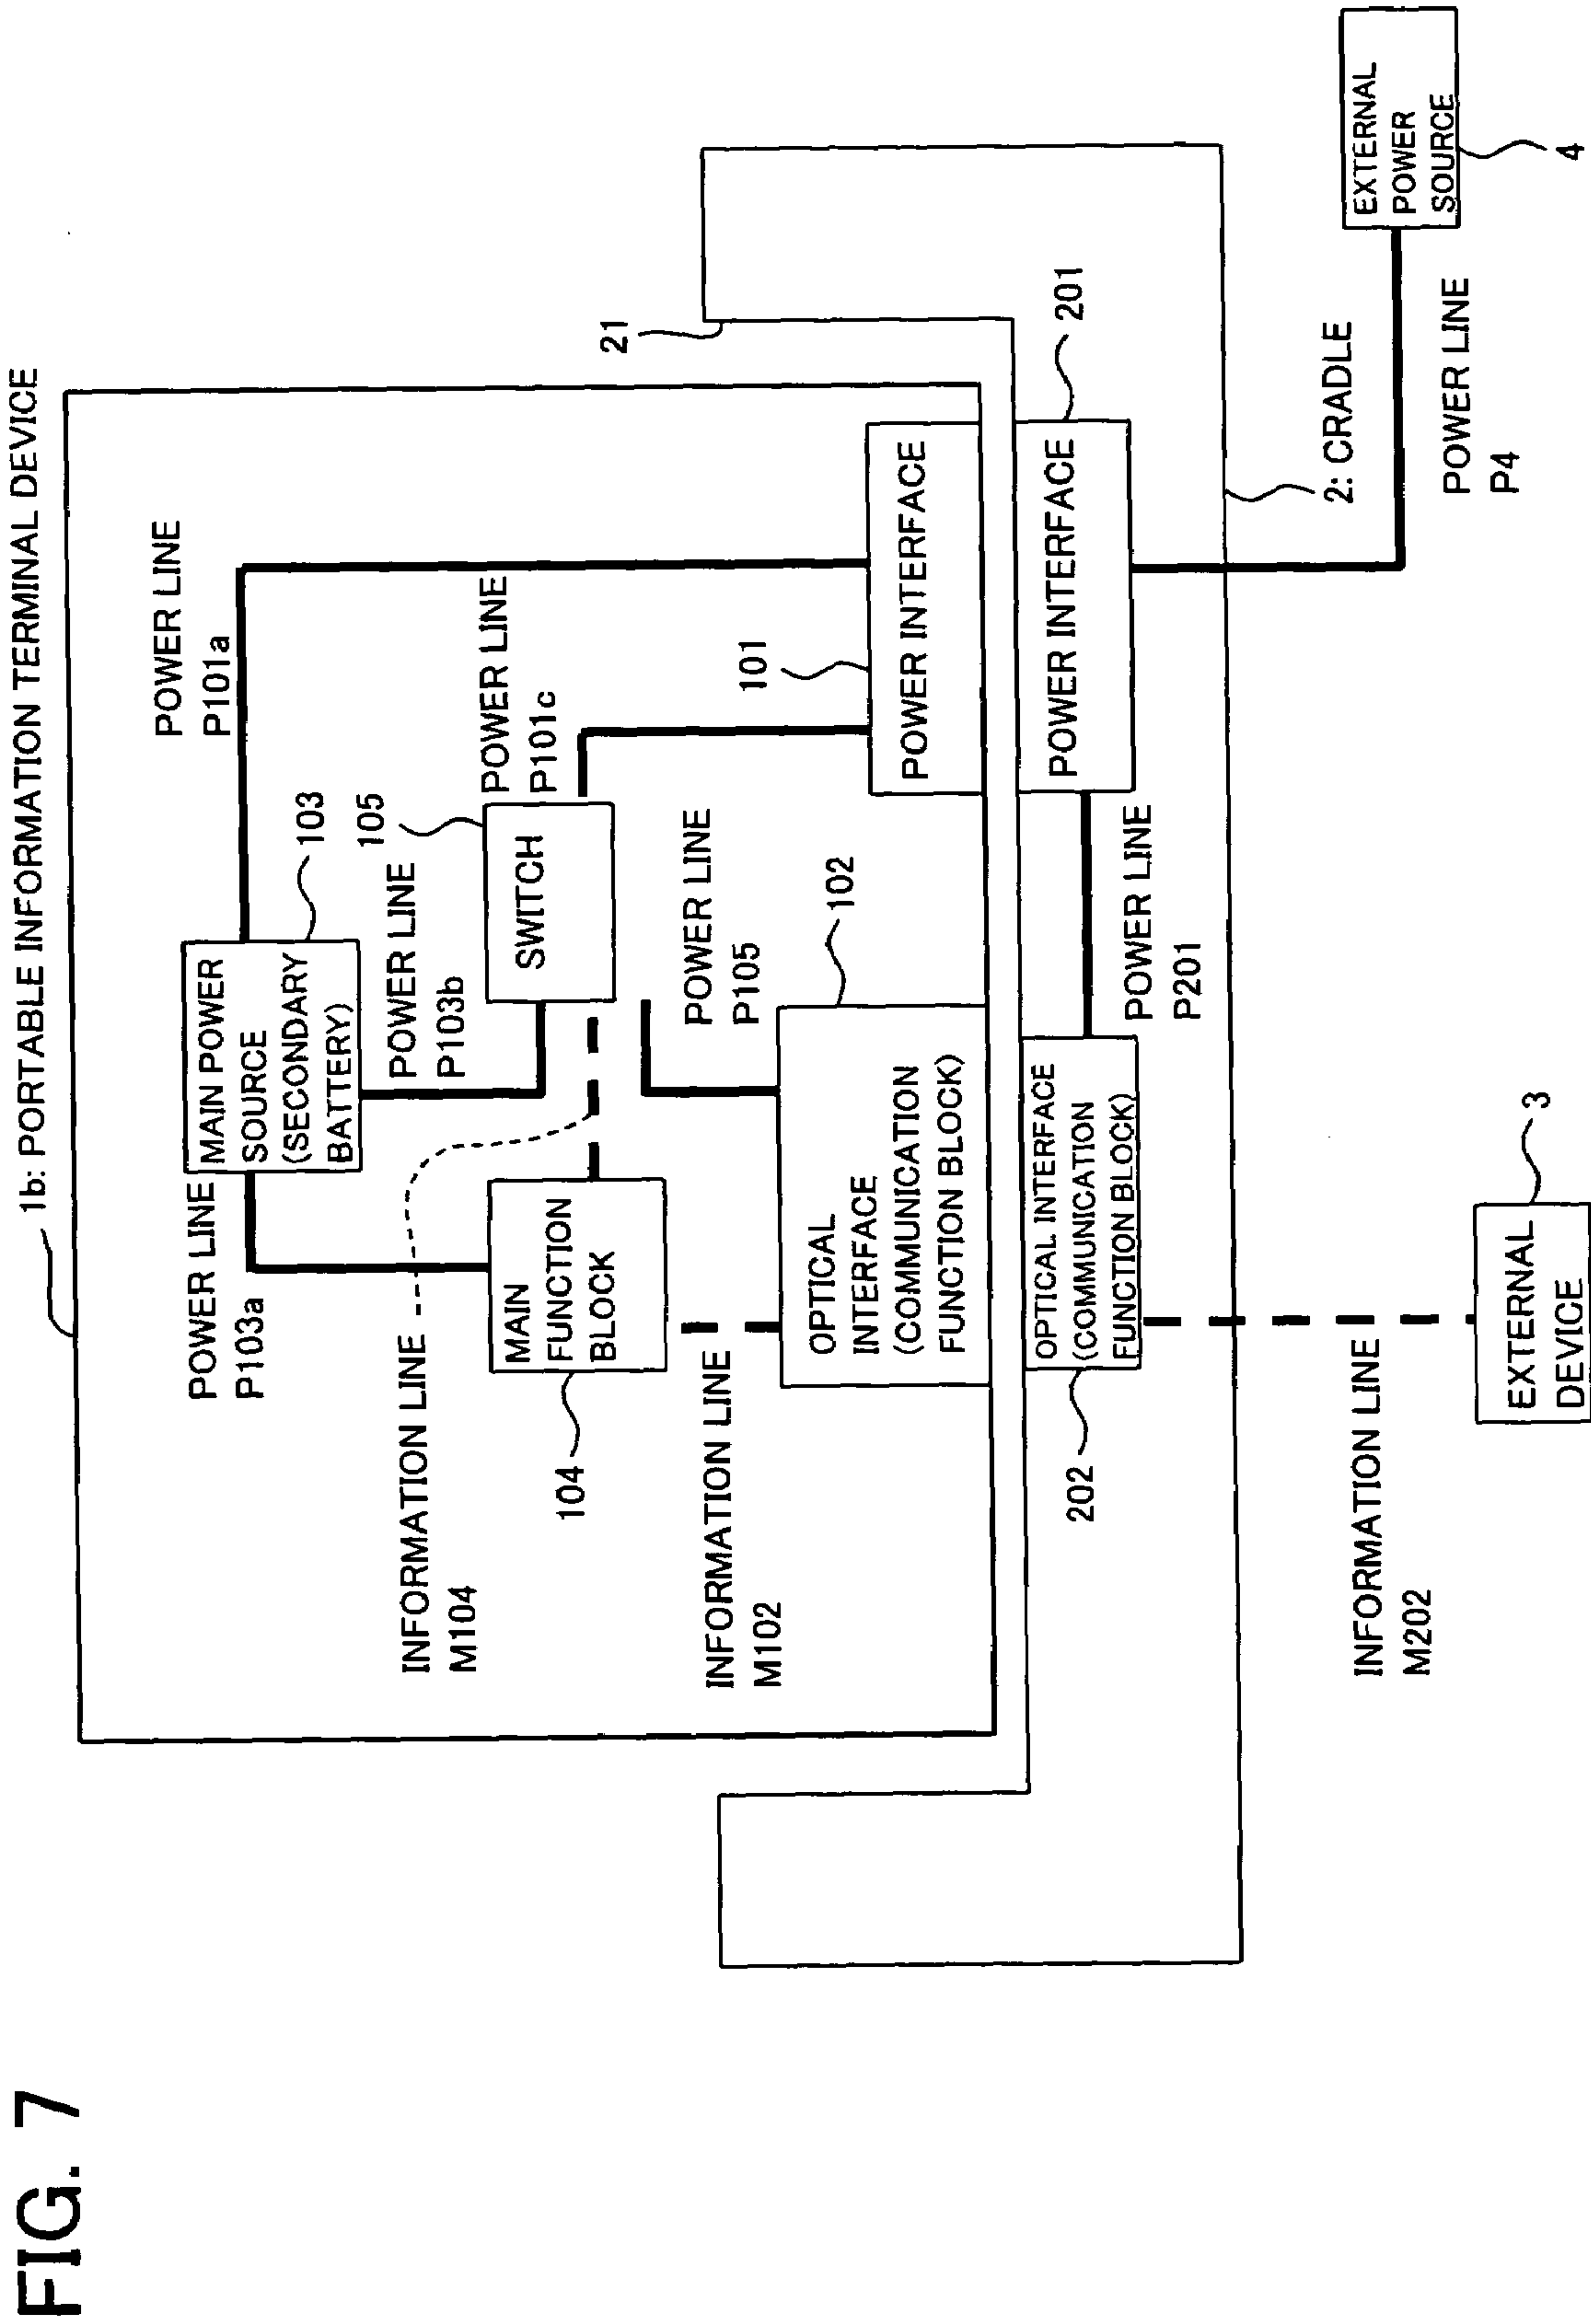 FIG. 7
1b: PORTABLE INFORMATION TERMINAL DEVICE
POWER LINE
P101a
POWER LINE
P103a
MAIN POWER
SOURCE
(SECONDARY
BATTERY)
103
POWER LINE
P103b
105
SWITCH
POWER LINE
P101c
INFORMATION LINE
M104
MAIN
FUNCTION
BLOCK
104
INFORMATION LINE
M102
POWER LINE
P105
OPTICAL
INTERFACE
(COMMUNICATION
FUNCTION BLOCK)
102
101
POWER INTERFACE
21
OPTICAL INTERFACE
(COMMUNICATION
FUNCTION BLOCK)
202
POWER LINE
P201
POWER INTERFACE
201
2: CRADLE
INFORMATION LINE
M202
EXTERNAL
DEVICE
3
POWER LINE
P4
EXTERNAL
POWER
SOURCE
4